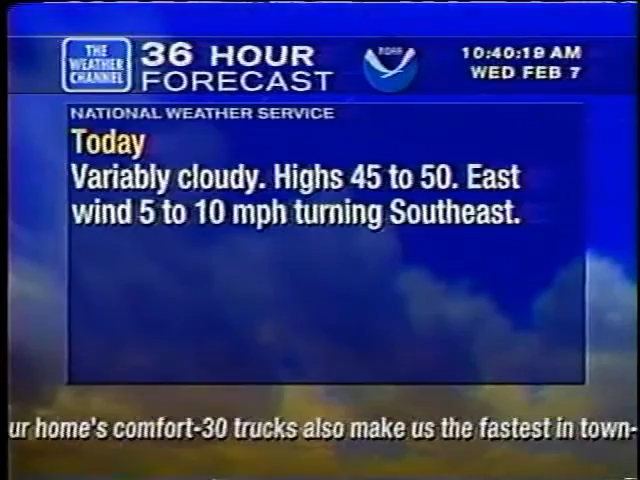 THE
WEATHER
CHANNEL
36 HOUR
FORECAST
NOAA
10:40:19 AM
WED FEB 7
NATIONAL WEATHER SERVICE
Today
Variably cloudy. Highs 45 to 50. East
wind 5 to 10 mph turning Southeast.
ur home's comfort-30 trucks also make us the fastest in town-